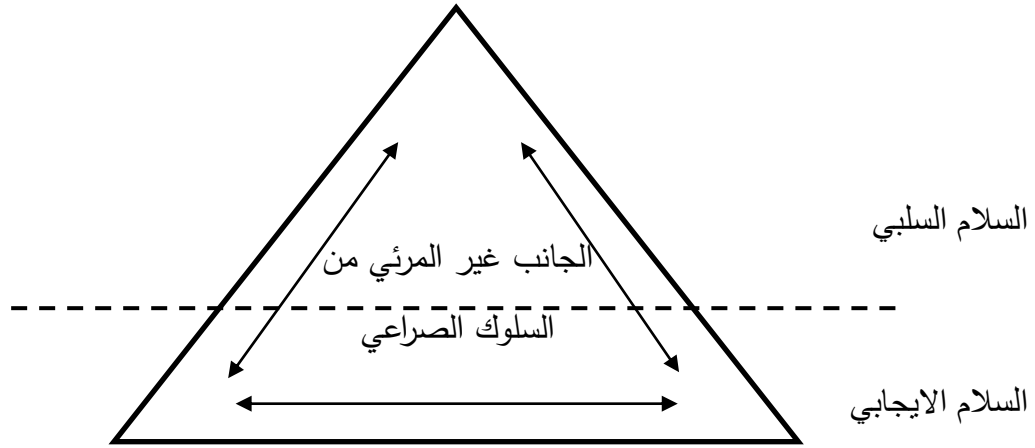 السلام السلبي
الجانب غير المرئي من
السلوك الصراعي
السلام الايجابي